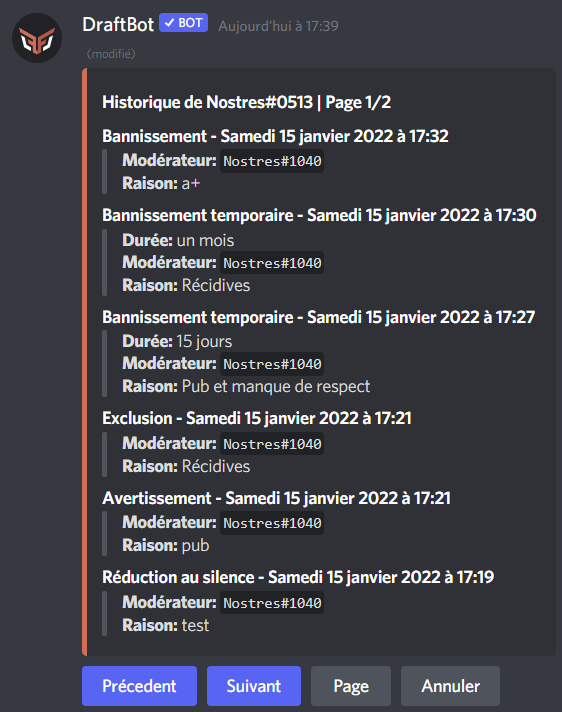 DraftBot ✓ BOT Aujourd'hui à 17:39
(modifié)
Historique de Nostres#0513 | Page 1/2
Bannissement - Samedi 15 janvier 2022 à 17:32
Modérateur: Nostres#1040
Raison: a+
Bannissement temporaire - Samedi 15 janvier 2022 à 17:30
Durée: un mois
Modérateur: Nostres#1040
Raison: Récidives
Bannissement temporaire - Samedi 15 janvier 2022 à 17:27
Durée: 15 jours
Modérateur: Nostres#1040
Raison: Pub et manque de respect
Exclusion - Samedi 15 janvier 2022 à 17:21
Modérateur: Nostres#1040
Raison: Récidives
Avertissement - Samedi 15 janvier 2022 à 17:21
Modérateur: Nostres#1040
Raison: pub
Réduction au silence - Samedi 15 janvier 2022 à 17:19
Modérateur: Nostres#1040
Raison: test
Précedent Suivant Page Annuler